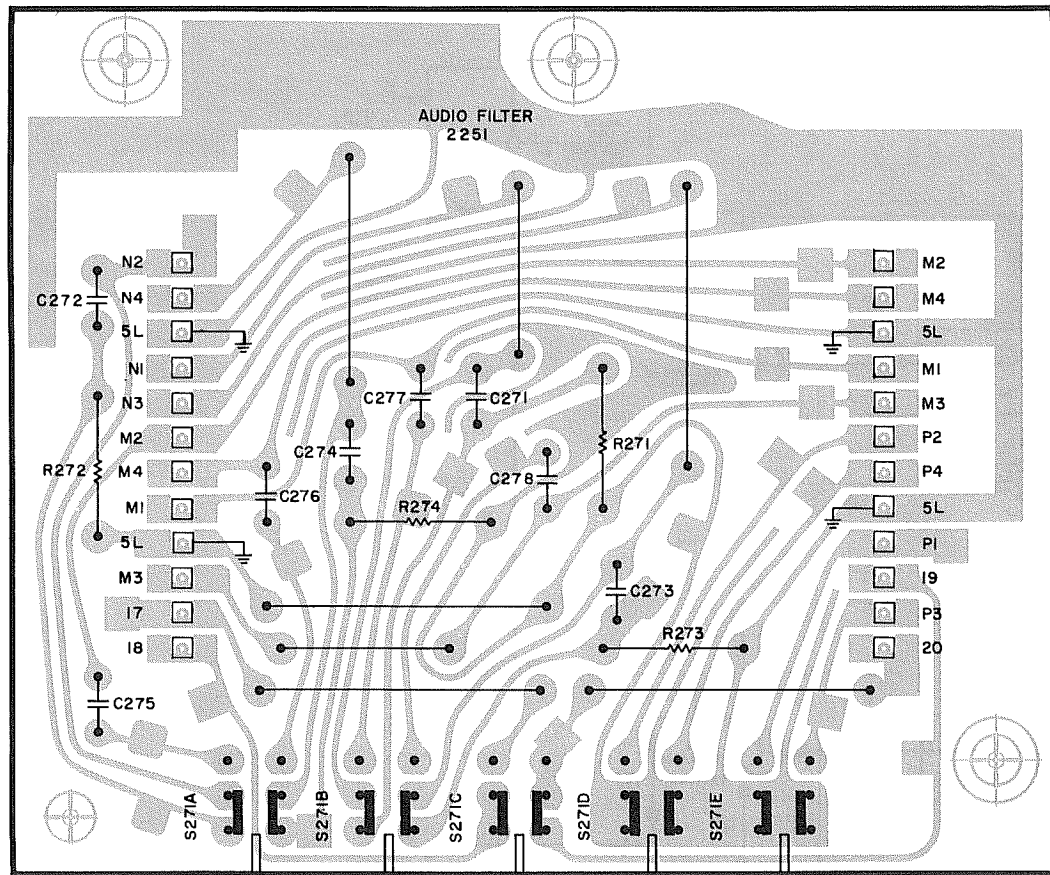 AUDIO FILTER
2251
N2
C272
N4
5L
N1
N3
M2
R272
M4
M1
5L
M3
17
18
C275
C277
C271
C274
C276
R274
C278
R271
C273
R273
M2
M4
5L
M1
M3
P2
P4
5L
P1
19
P3
20
S271A
S271B
S271C
S271D
S271E